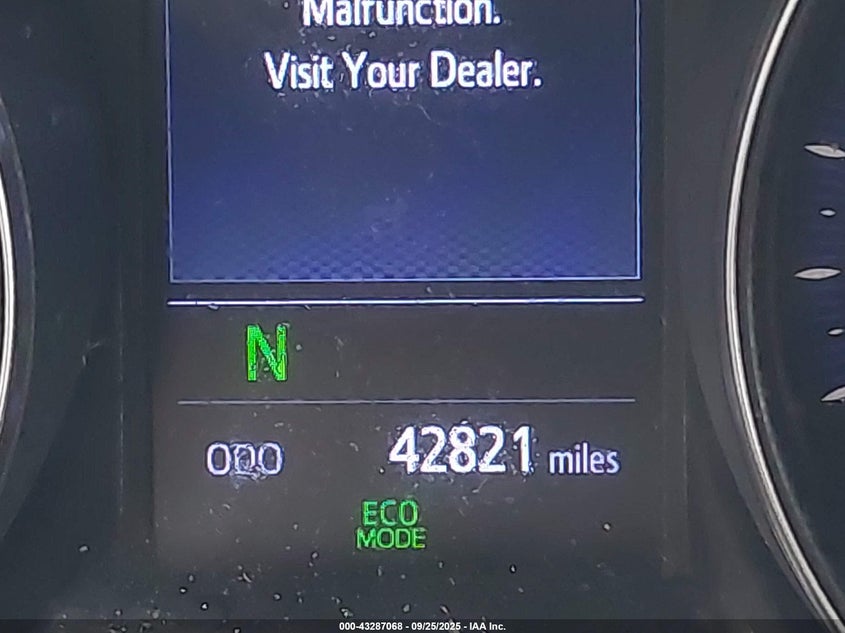 Malfunction.
Visit Your Dealer.
N
ODO 42821 miles
ECO
MODE
000-43287068 - 09/25/2025 - IAA Inc.